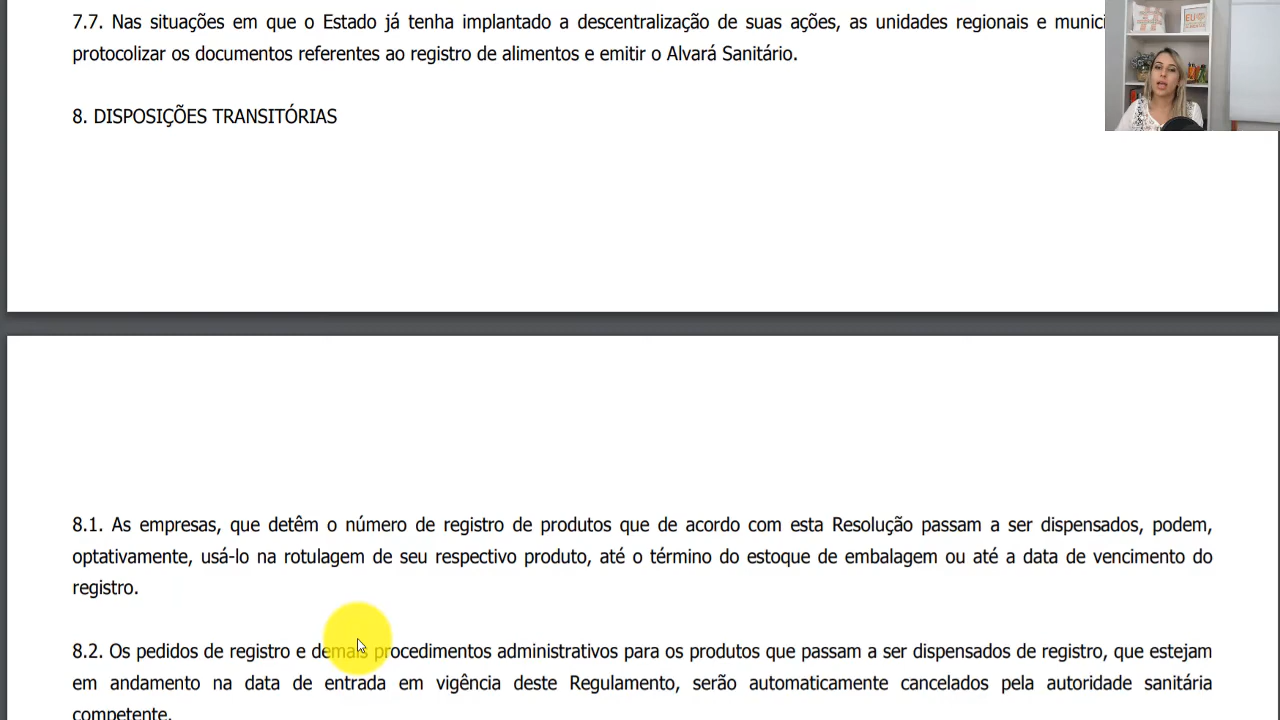 7.7. Nas situações em que o Estado já tenha implantado a descentralização de suas ações, as unidades regionais e
protocolizar os documentos referentes ao registro de alimentos e emitir o Alvará Sanitário.
8. DISPOSIÇÕES TRANSITÓRIAS
8.1. As empresas, que detêm o número de registro de produtos que de acordo com esta Resolução passam a ser dispensados, podem,
optativamente, usá-lo na rotulagem de seu respectivo produto, até o término do estoque de embalagem ou até a data de vencimento do
registro.
8.2. Os pedidos de registro e demais procedimentos administrativos para os produtos que passam a ser dispensados de registro, que estejam
em andamento na data de entrada em vigência deste Regulamento, serão automaticamente cancelados pela autoridade sanitária
competente.